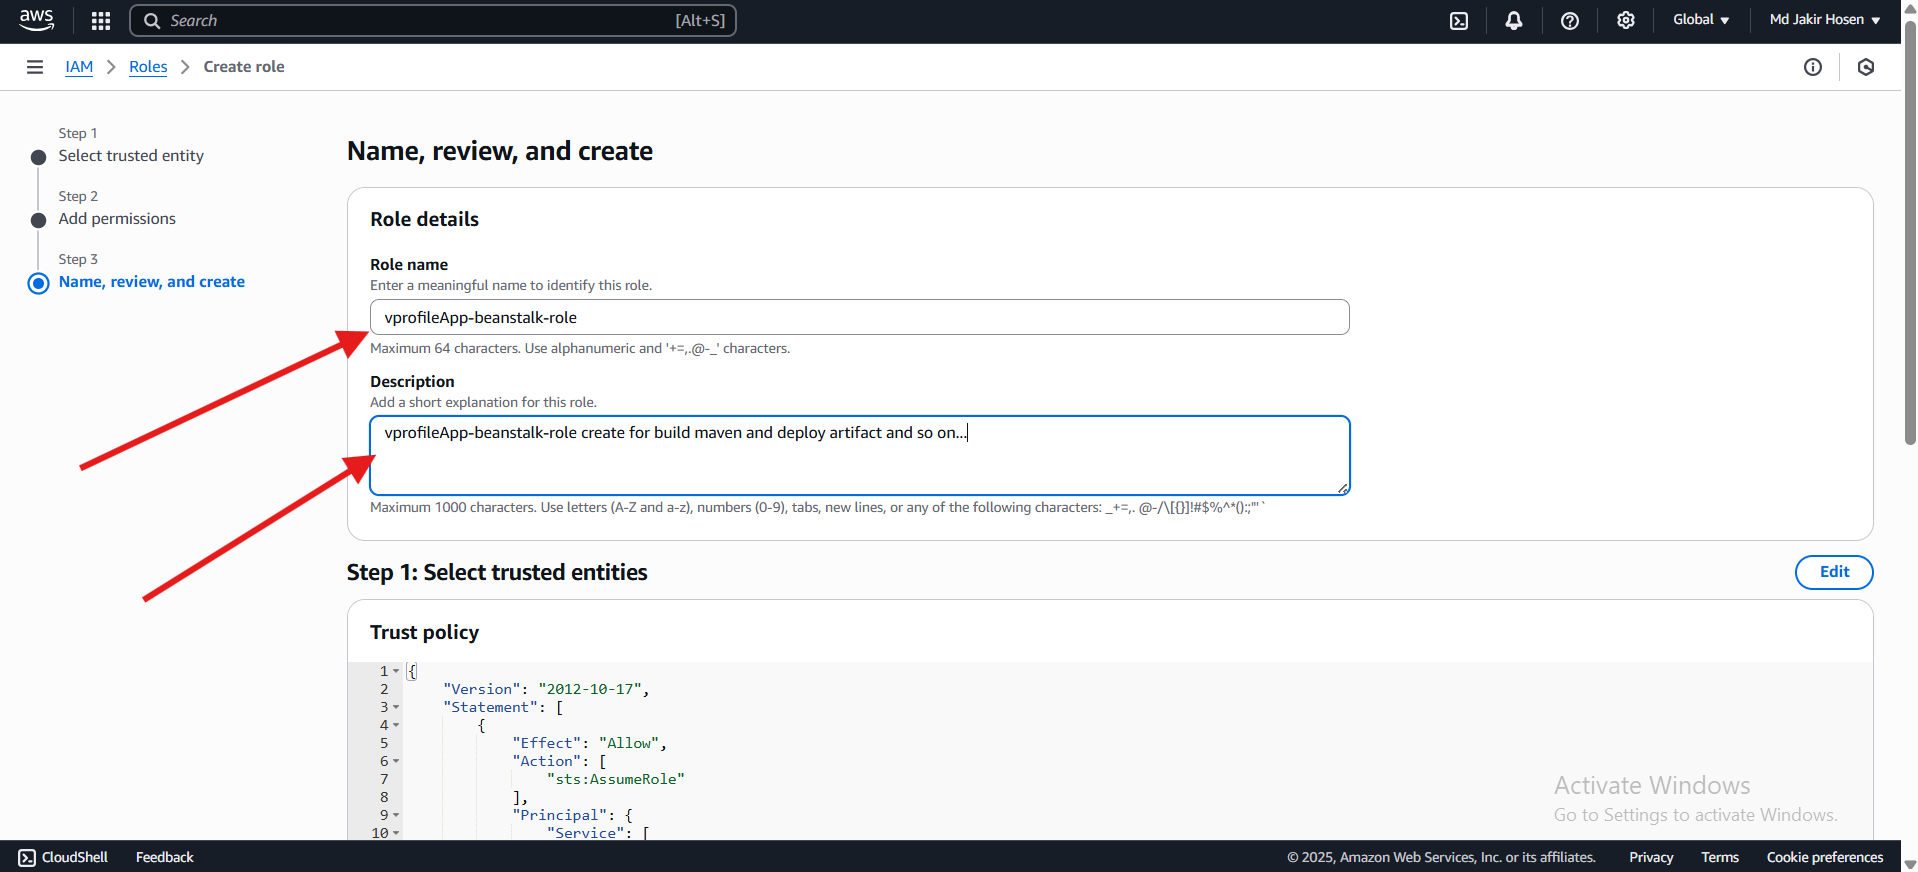 aws
Search [Alt+S]
Global
Md Jakir Hosen
IAM > Roles > Create role
Step 1
Select trusted entity
Step 2
Add permissions
Step 3
Name, review, and create
Name, review, and create
Role details
Role name
Enter a meaningful name to identify this role.
vprofileApp-beanstalk-role
Maximum 64 characters. Use alphanumeric and '+=,.@-_' characters.
Description
Add a short explanation for this role.
vprofileApp-beanstalk-role create for build maven and deploy artifact and so on...
Maximum 1000 characters. Use letters (A-Z and a-z), numbers (0-9), tabs, new lines, or any of the following characters: _+=,. @-/\[{}]!#$%^*();:"'`
Step 1: Select trusted entities
Edit
Trust policy
1 {
2 "Version": "2012-10-17",
3 "Statement": [
4 {
5 "Effect": "Allow",
6 "Action": [
7 "sts:AssumeRole"
8 ],
9 "Principal": {
10 "Service": [
Activate Windows
Go to Settings to activate Windows.
CloudShell
Feedback
© 2025, Amazon Web Services, Inc. or its affiliates.
Privacy
Terms
Cookie preferences